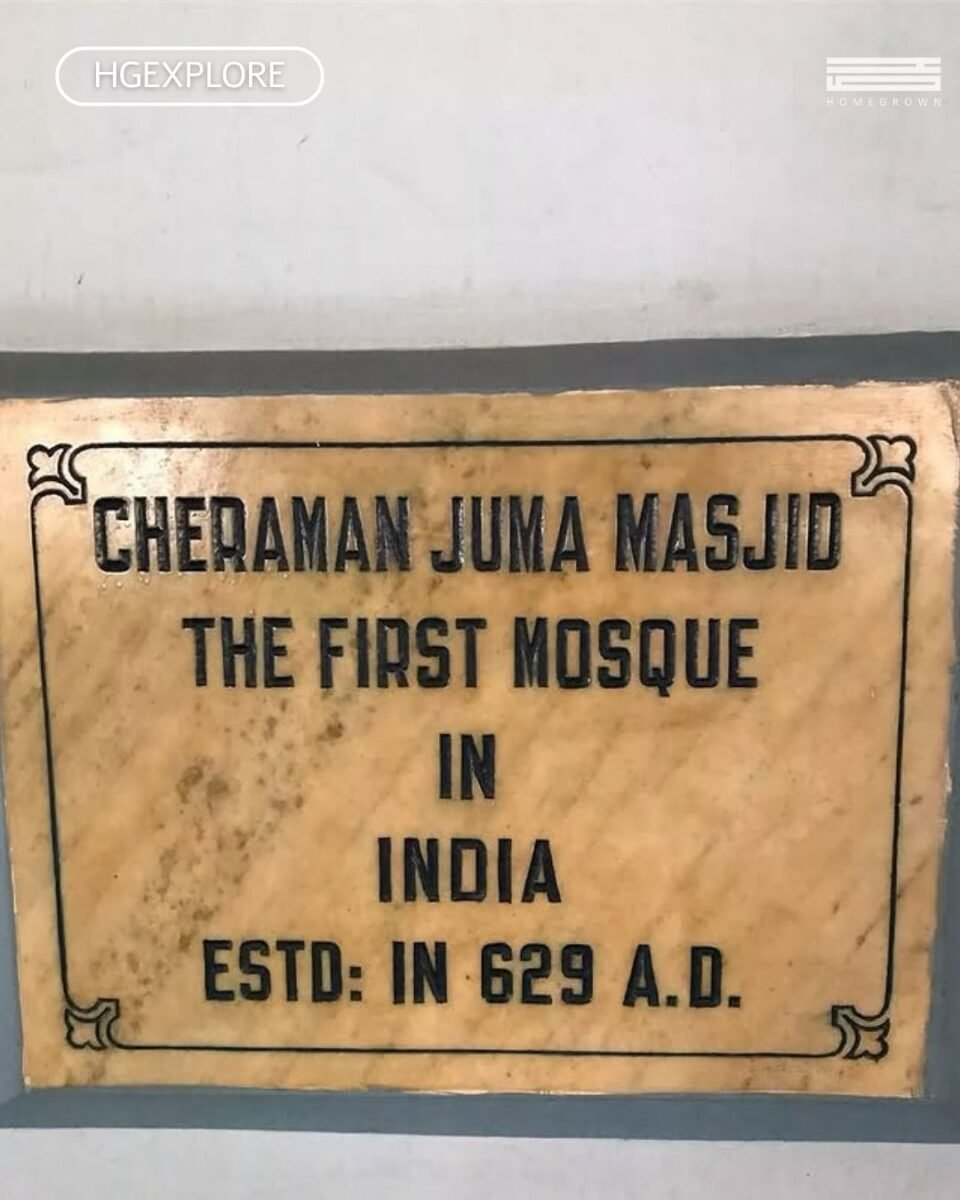 HGEXPLORE
HOMEGROWN
CHERAMAN JUMA MASJID
THE FIRST MOSQUE
IN
INDIA
ESTD: IN 629 A.D.